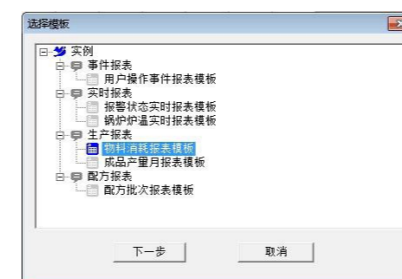 选择模板
实例
事件报表
用户操作事件报表模板
实时报表
报警状态实时报表模板
锅炉炉温实时报表模板
生产报表
物料消耗报表模板
成品产量月报表模板
配方报表
配方批次报表模板
下一步 取消